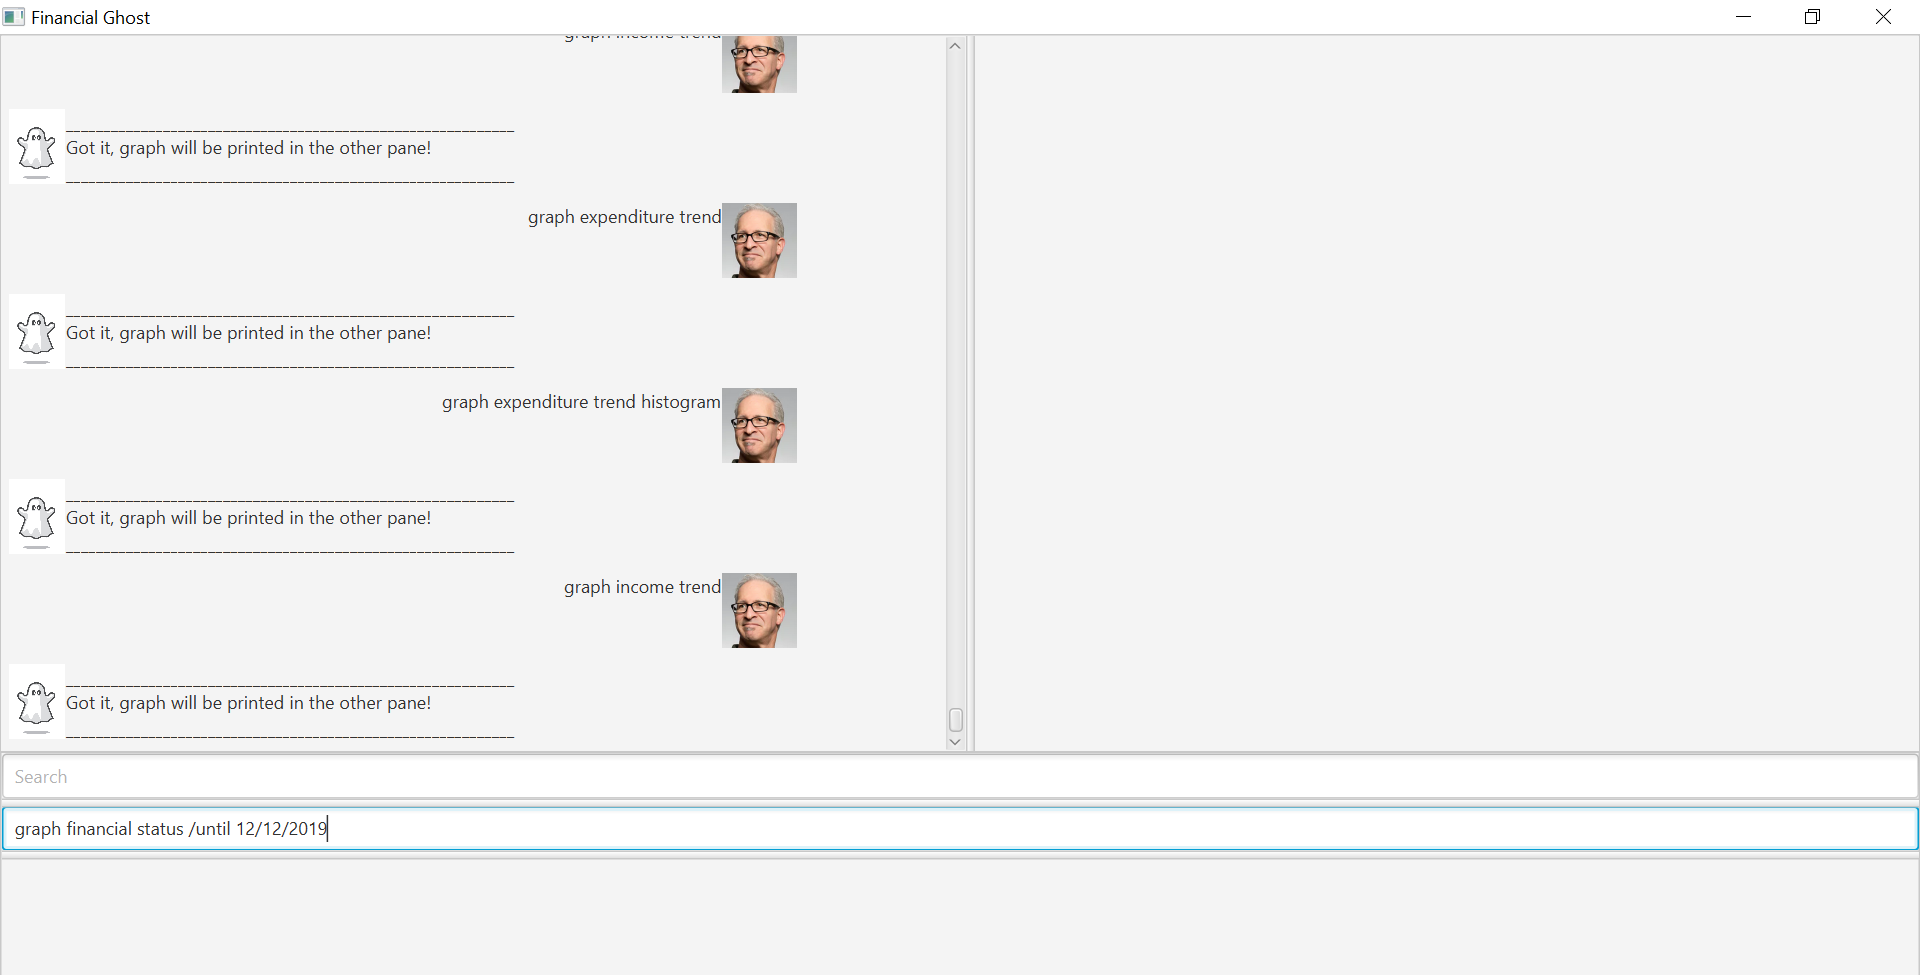 Financial Ghost
graph income trend
Got it, graph will be printed in the other pane!
graph expenditure trend
Got it, graph will be printed in the other pane!
graph expenditure trend histogram
Got it, graph will be printed in the other pane!
graph income trend
Got it, graph will be printed in the other pane!
Search
graph financial status /until 12/12/2019